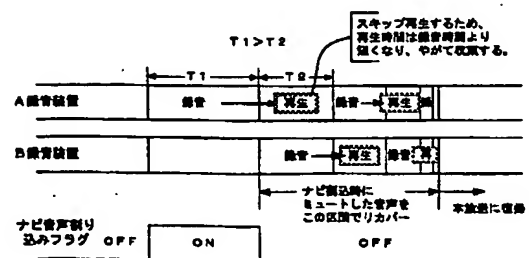 スキップ再生するため、
再生時間は録音時間より
短くなり、やがて収束する。
T1>T2
T1
T2
A録音装置
録音
再生
録音
再生
録
B録音装置
録音
再生
録音
再
ナビ割込時に
ミュートした音声を
この区間でリカバー
本放送に復帰
ナビ音声割り
込みフラグ
OFF
ON
OFF